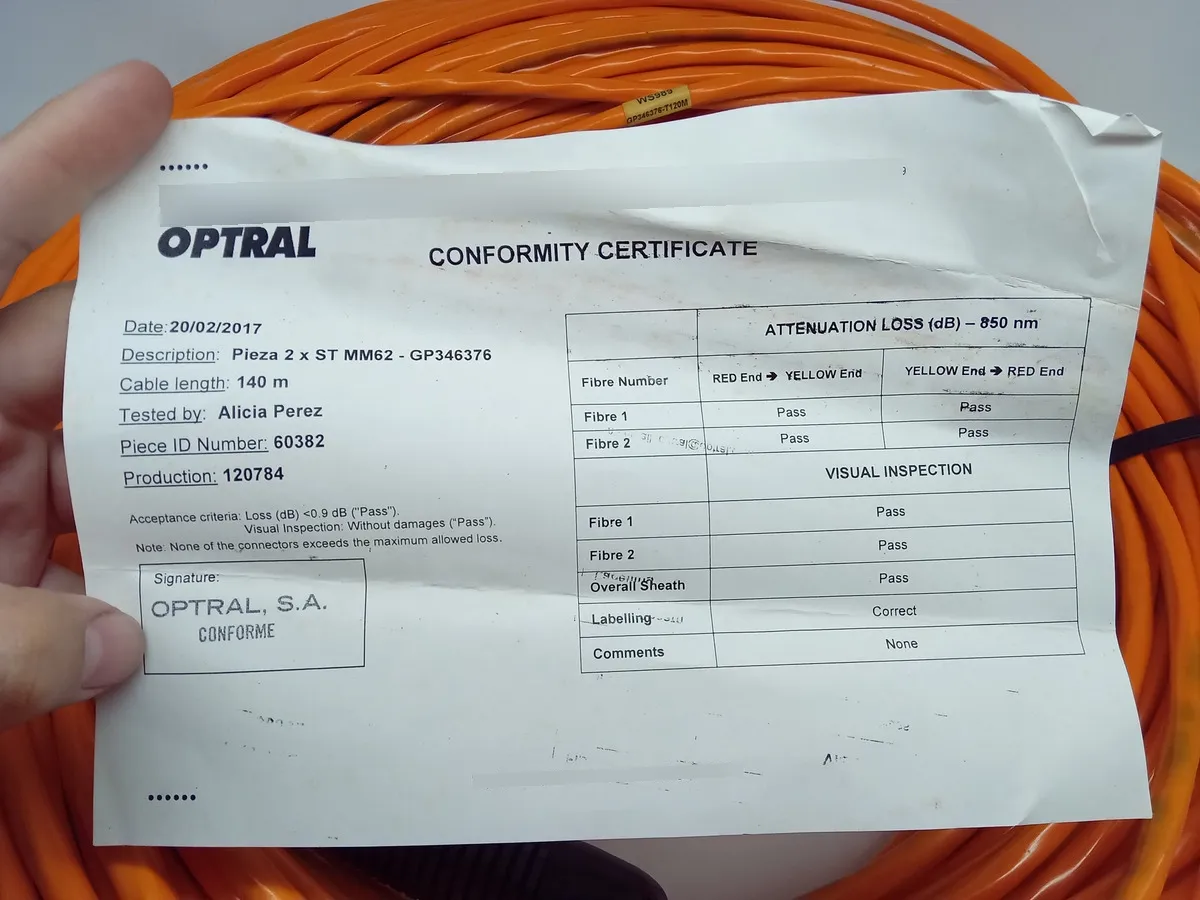 WS989
GP346376-T120M
OPTRAL
CONFORMITY CERTIFICATE
Date: 20/02/2017
Description: Pieza 2 x ST MM62 - GP346376
Cable length: 140 m
Tested by: Alicia Perez
Piece ID Number: 60382
Production: 120784
Acceptance criteria: Loss (dB) <0.9 dB ("Pass").
Visual Inspection: Without damages ("Pass").
Note: None of the connectors exceeds the maximum allowed loss.
Signature:
OPTRAL, S.A.
CONFORME
ATTENUATION LOSS (dB) – 850 nm
Fibre Number RED End ➔ YELLOW End YELLOW End ➔ RED End
Fibre 1 Pass Pass
Fibre 2 Pass Pass
VISUAL INSPECTION
Fibre 1 Pass
Fibre 2 Pass
Overall Sheath Pass
Labelling Correct
Comments None